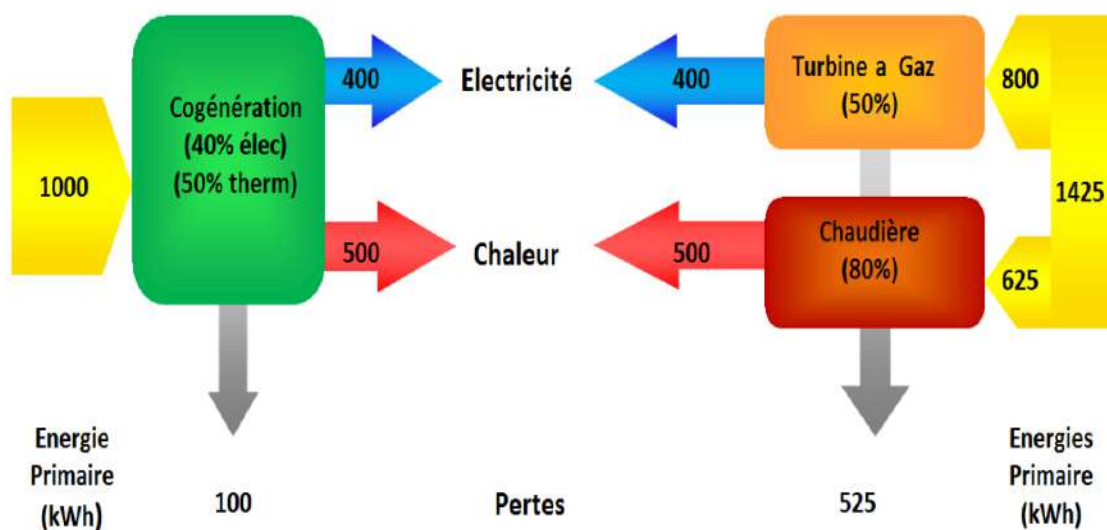 Cogénération
(40% élec)
(50% therm)
1000
400
Electricité
400
Turbine a Gaz
(50%)
800
1425
500
Chaleur
500
Chaudière
(80%)
625
Energie
Primaire
(kWh)
100
Pertes
525
Energies
Primaire
(kWh)